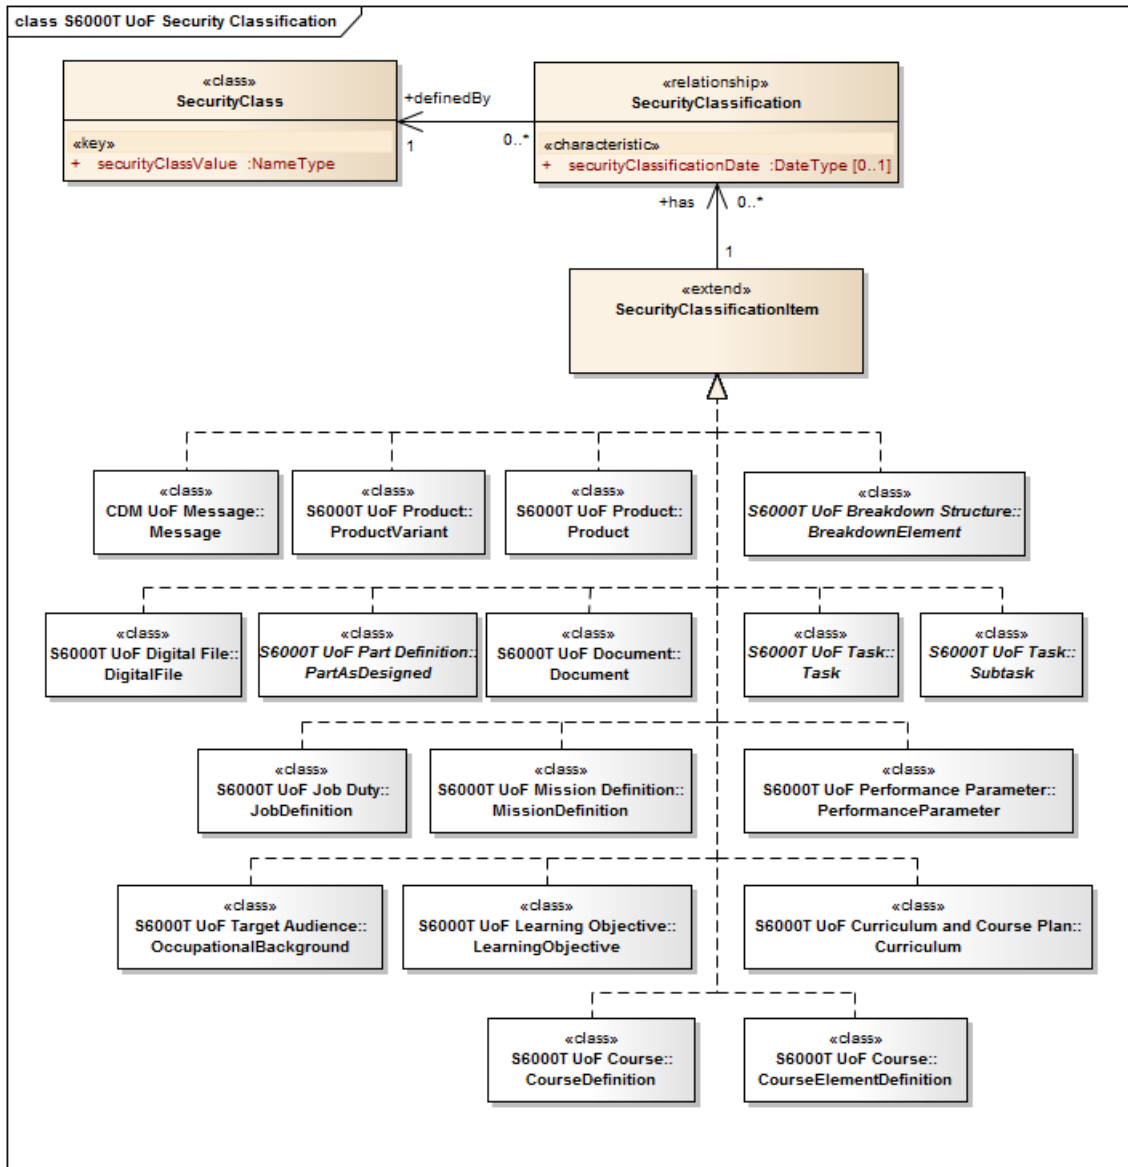 class S6000T UoF Security Classification
«class»
SecurityClass
«key»
+ securityClassValue :NameType
+definedBy
1
0..*
«relationship»
SecurityClassification
«characteristic»
+ securityClassificationDate :DateType [0..1]
+has
0..*
1
«extend»
SecurityClassificationItem
«class»
CDM UoF Message::
Message
«class»
S6000T UoF Product::
ProductVariant
«class»
S6000T UoF Product::
Product
«class»
S6000T UoF Breakdown Structure::
BreakdownElement
«class»
S6000T UoF Digital File::
DigitalFile
«class»
S6000T UoF Part Definition::
PartAsDesigned
«class»
S6000T UoF Document::
Document
«class»
S6000T UoF Task::
Task
«class»
S6000T UoF Task::
Subtask
«class»
S6000T UoF Job Duty::
JobDefinition
«class»
S6000T UoF Mission Definition::
MissionDefinition
«class»
S6000T UoF Performance Parameter::
PerformanceParameter
«class»
S6000T UoF Target Audience::
OccupationalBackground
«class»
S6000T UoF Learning Objective::
LearningObjective
«class»
S6000T UoF Curriculum and Course Plan::
Curriculum
«class»
S6000T UoF Course::
CourseDefinition
«class»
S6000T UoF Course::
CourseElementDefinition